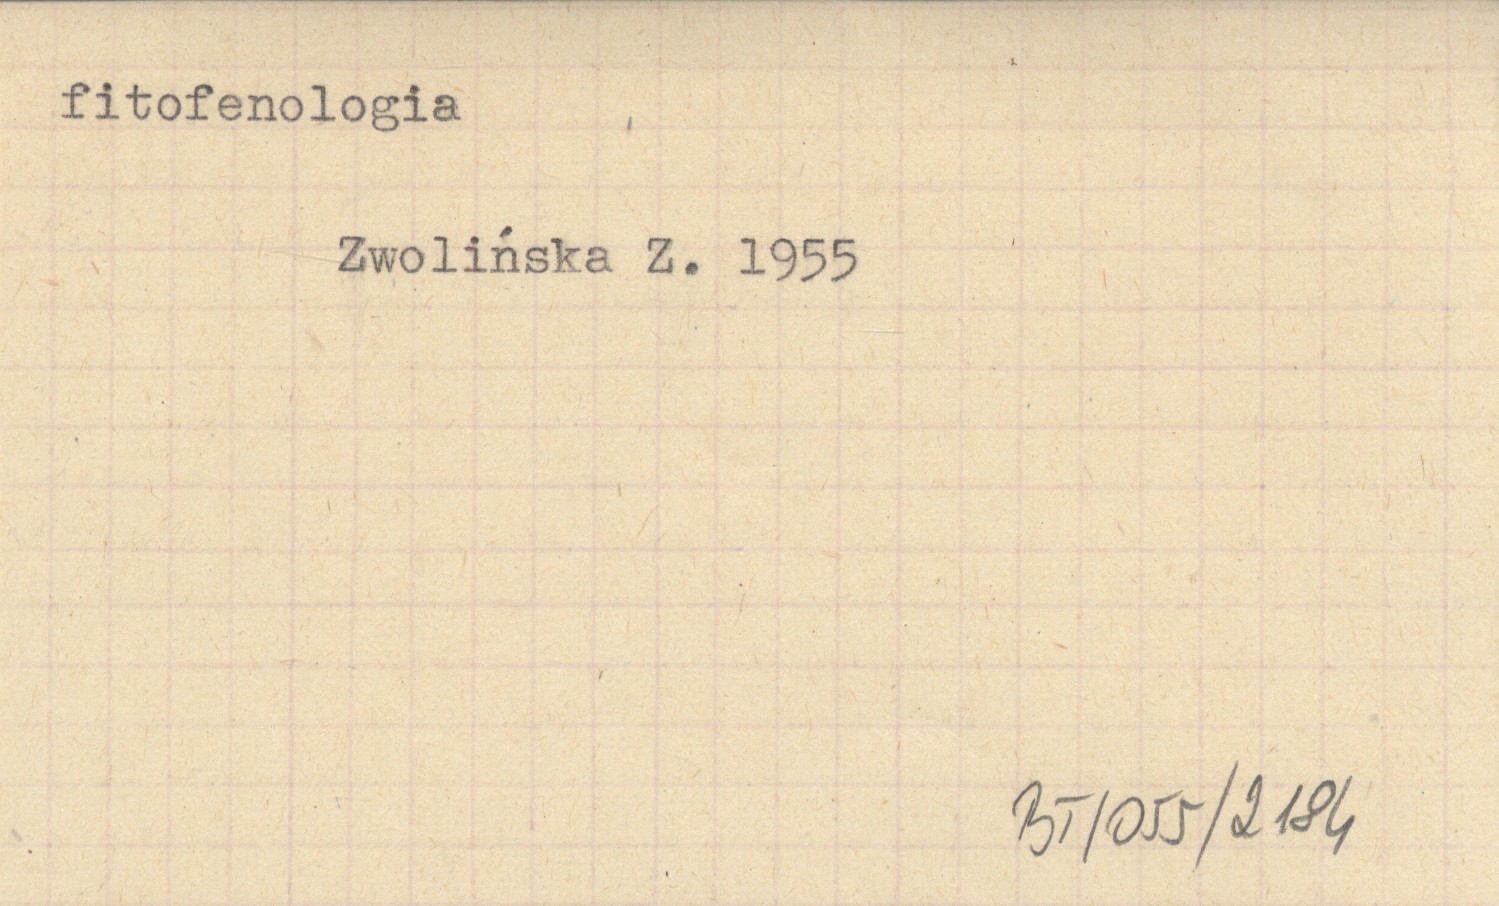 fitofenologia
Zwolińska Z. 1955
BT/055/2184